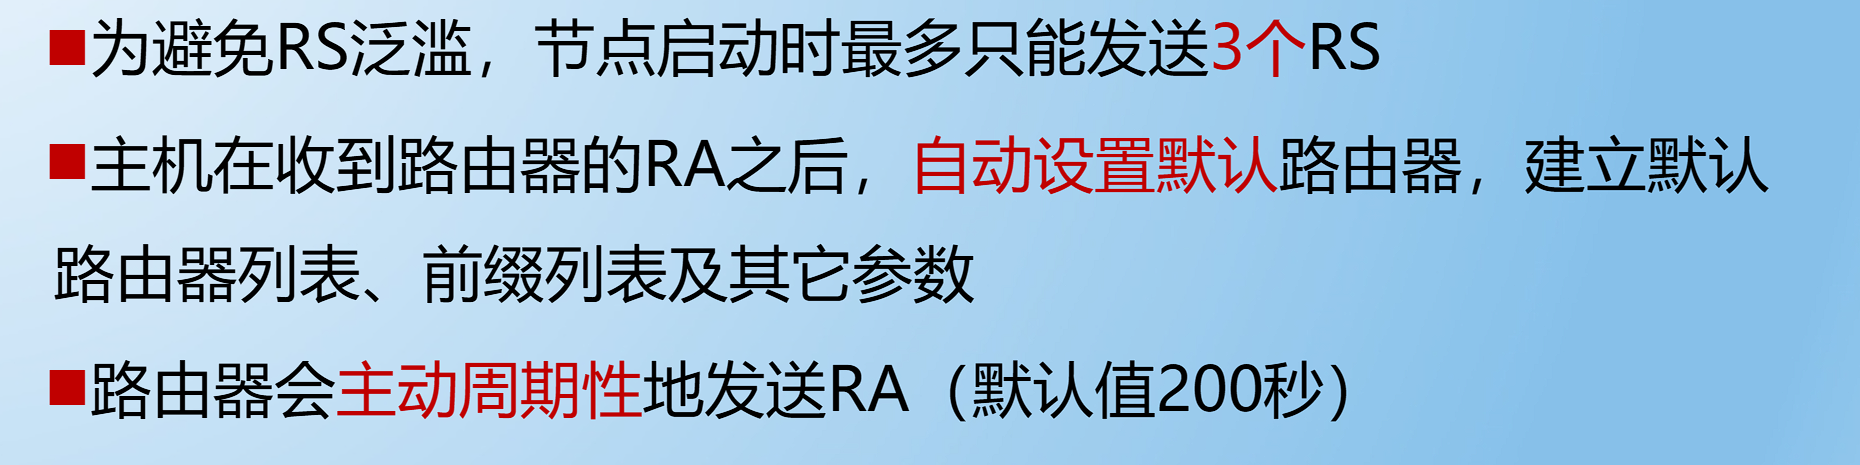 ■为避免RS泛滥，节点启动时最多只能发送3个RS
■主机在收到路由器的RA之后，自动设置默认路由器，建立默认
路由器列表、前缀列表及其它参数
■路由器会主动周期性地发送RA（默认值200秒）